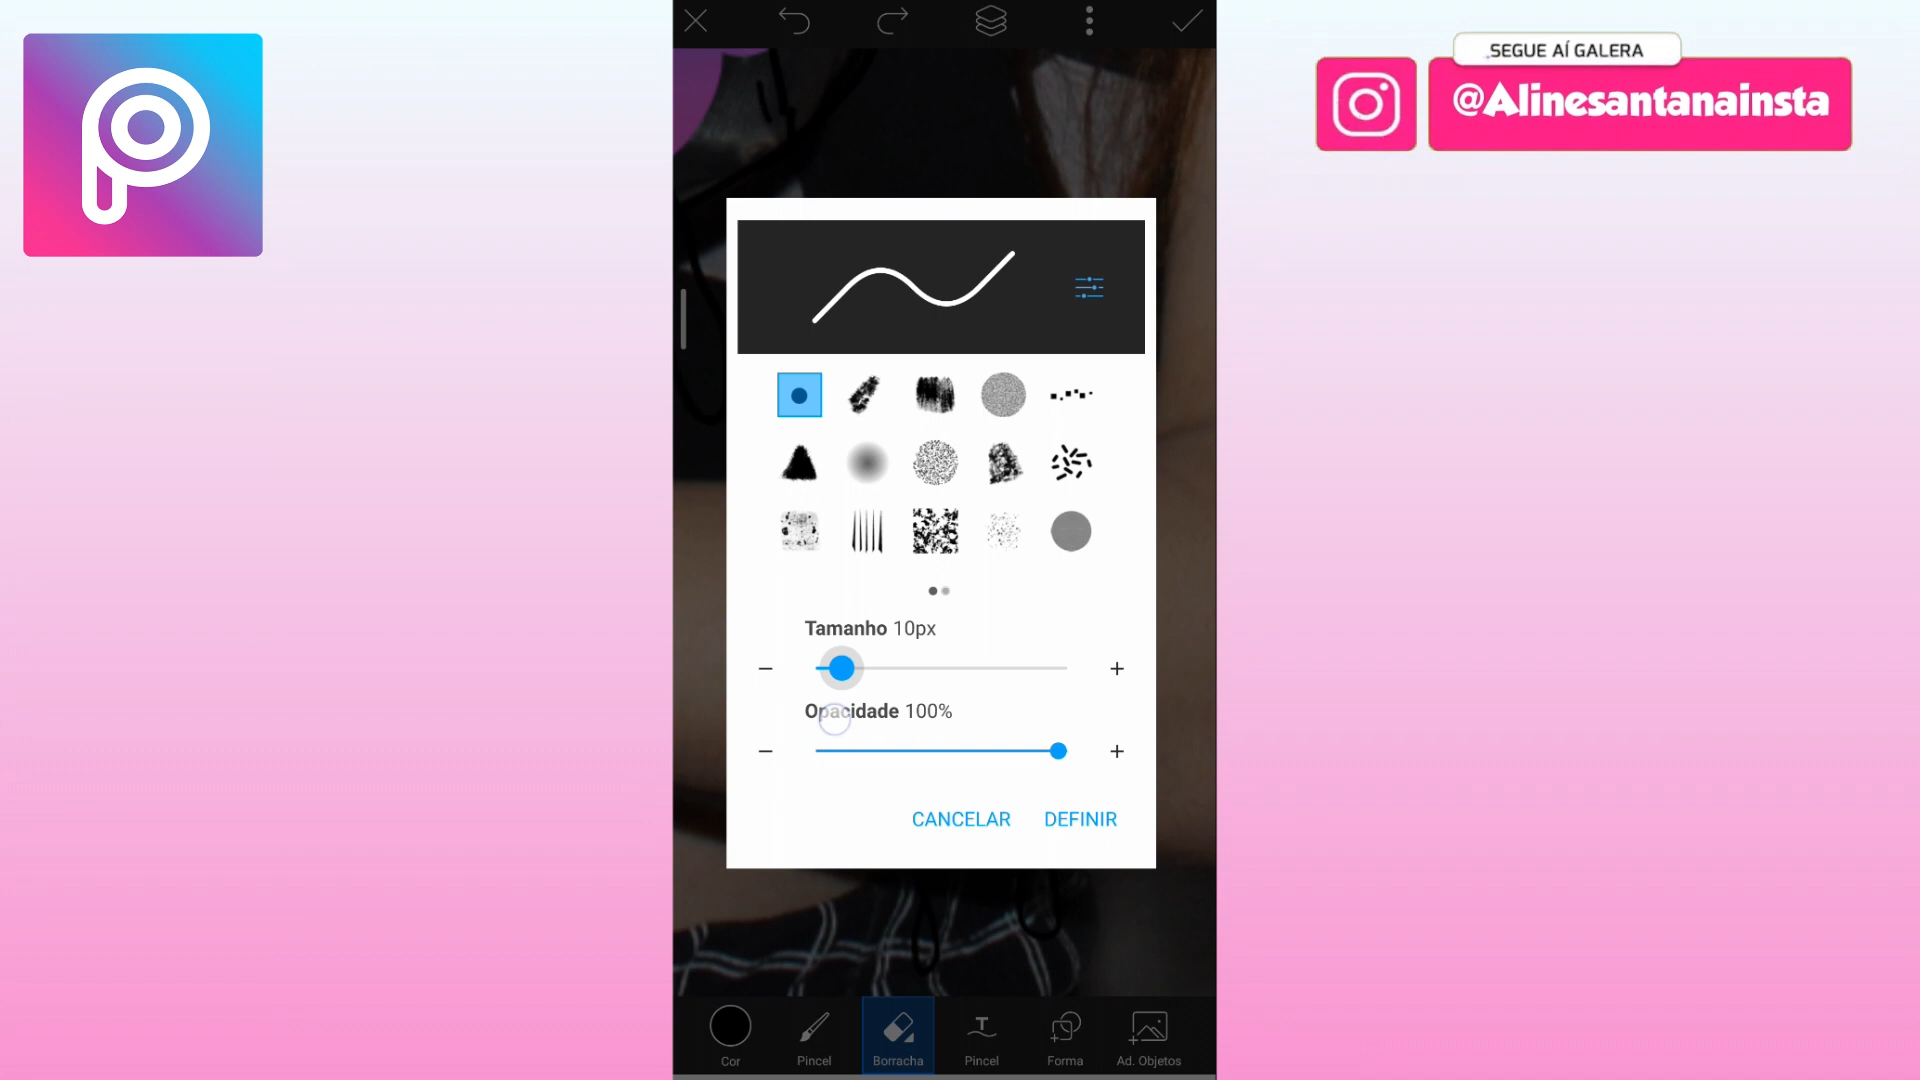 SEGUE AÍ GALERA
@Alinesantanainsta
Tamanho 10px
Opacidade 100%
CANCELAR DEFINIR
Cor Pincel Borracha Pincel Forma Ad. Objetos